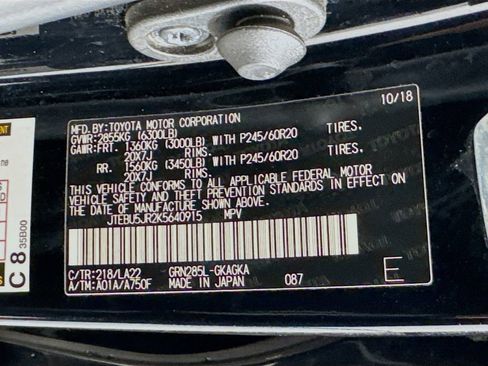 10/18
MFD. BY: TOYOTA MOTOR CORPORATION
GVWR: 2855KG (6300LB)
GAWR: FRT. 1360KG (3000LB) WITH P245/60R20 TIRES.
20X7J RIMS.
RR. 1560KG (3450LB) WITH P245/60R20 TIRES.
20X7J RIMS.
THIS VEHICLE CONFORMS TO ALL APPLICABLE FEDERAL MOTOR
VEHICLE SAFETY AND THEFT PREVENTION STANDARDS IN EFFECT ON
THE DATE OF MANUFACTURE SHOWN ABOVE.
JTEBU5JR2K5640915 MPV
C/TR: 218/LA22 GRN285L-GKAGKA
A/TM: A01A/A750F MADE IN JAPAN 087
E
C 8
35B00